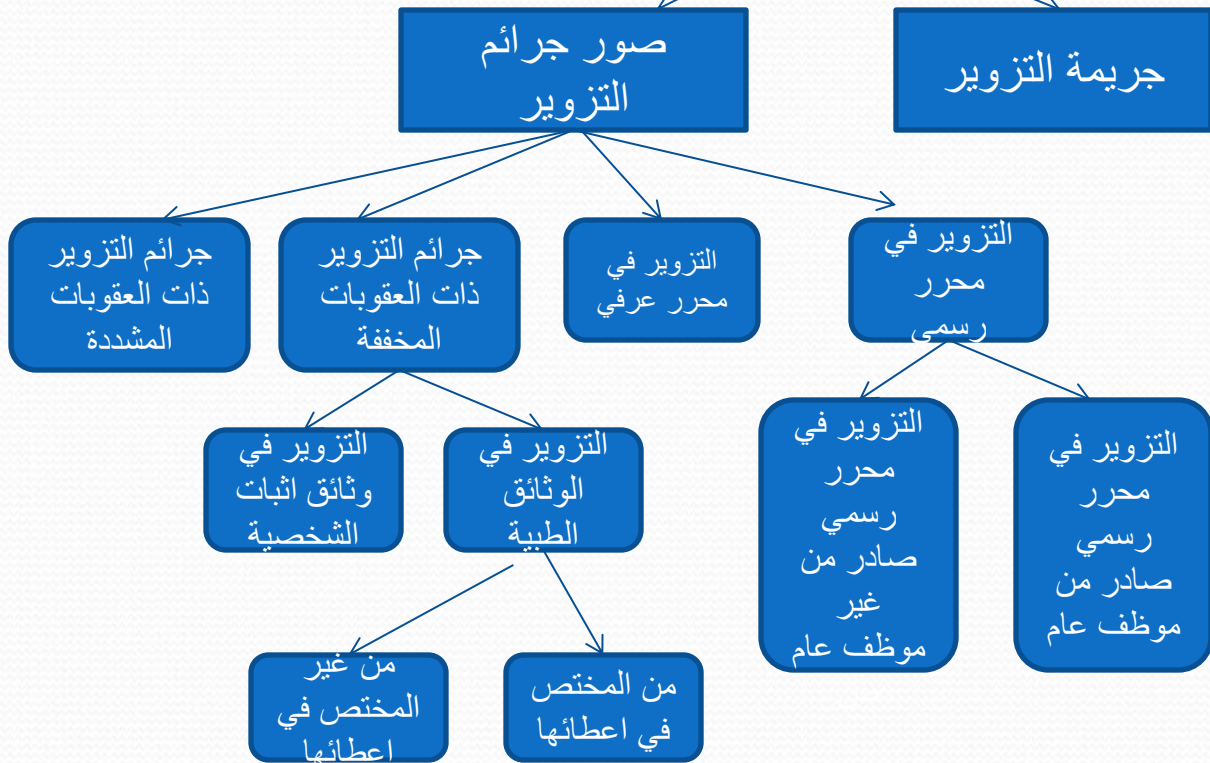 جريمة التزوير
صور جرائم
التزوير
التزوير في
محرر
رسمي
التزوير في
محرر عرفي
جرائم التزوير
ذات العقوبات
المخففة
جرائم التزوير
ذات العقوبات
المشددة
التزوير في
محرر
رسمي
صادر من
موظف عام
التزوير في
محرر
رسمي
صادر من
غير
موظف عام
التزوير في
الوثائق
الطبية
التزوير في
وثائق اثبات
الشخصية
من المختص
في اعطائها
من غير
المختص في
اعطائها